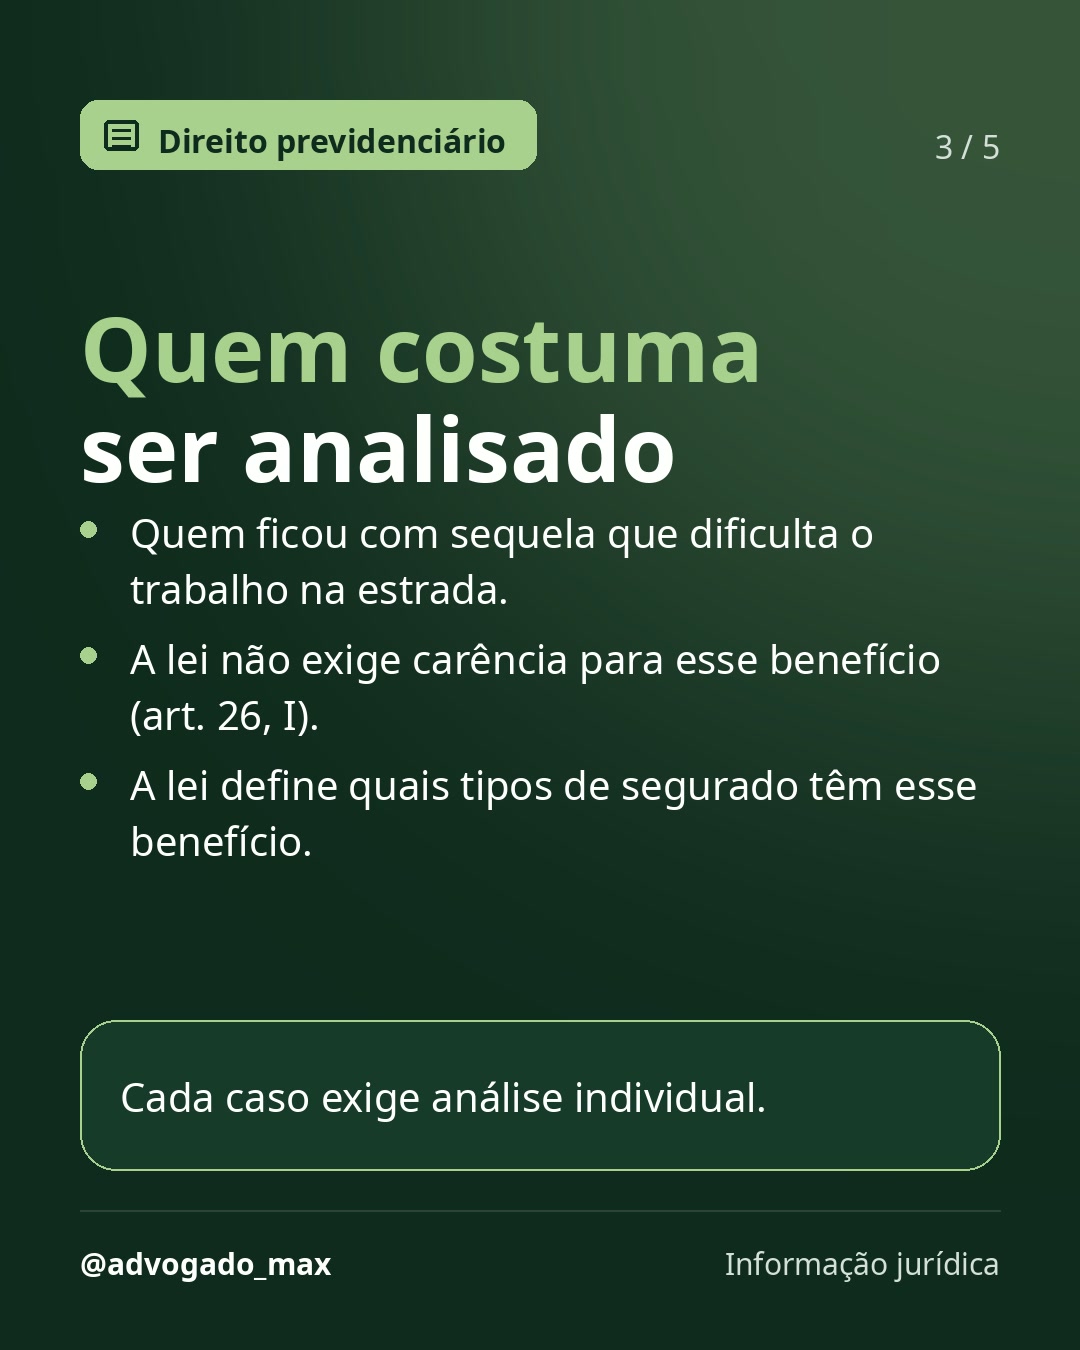 Direito previdenciário
3 / 5
Quem costuma
ser analisado
Quem ficou com sequela que dificulta o
trabalho na estrada.
A lei não exige carência para esse benefício
(art. 26, I).
A lei define quais tipos de segurado têm esse
benefício.
Cada caso exige análise individual.
@advogado_max
Informação jurídica